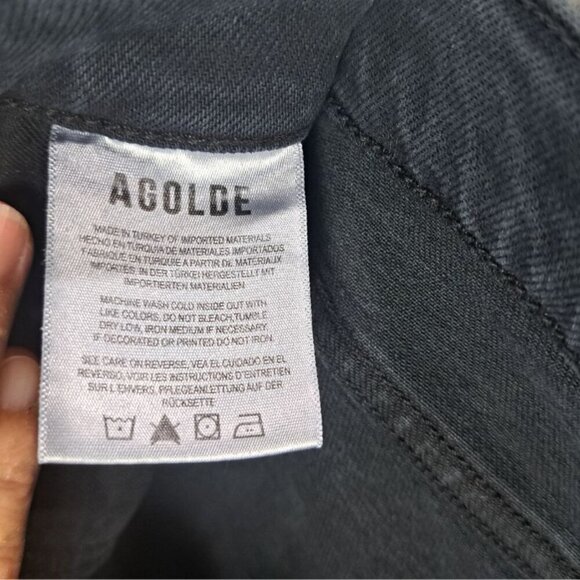 AGOLDE
MADE IN TURKEY OF IMPORTED MATERIALS
HECHO EN TURQUIA DE MATERIALES IMPORTADOS
FABRIQUE EN TURQUIE A PARTIR DE MATERIAUX
IMPORTES. IN DER TÜRKEI HERGESTELLT MIT
IMPORTIERTEN MATERIALIEN
MACHINE WASH COLD INSIDE OUT WITH
LIKE COLORS, DO NOT BLEACH,TUMBLE
DRY LOW, IRON MEDIUM IF NECESSARY.
IF DECORATED OR PRINTED DO NOT IRON.
SEE CARE ON REVERSE, VEA EL CUIDADO EN EL
REVERSO, VOIR LES INSTRUCTIONS D'ENTRETIEN
SUR L'ENVERS, PFLEGEANLEITUNG AUF DER
RÜCKSETTE